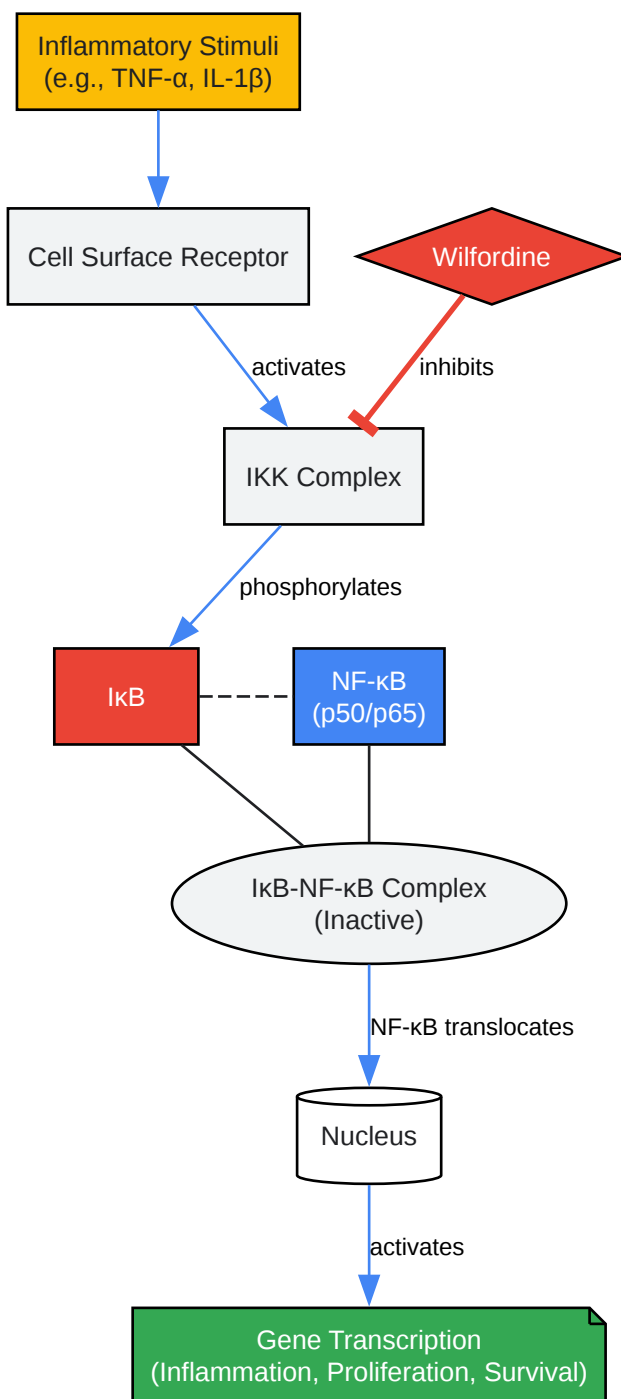 Inflammatory Stimuli
(e.g., TNF-α, IL-1β)
Cell Surface Receptor
Wilfordine
activates
inhibits
IKK Complex
phosphorylates
IκB
NF-κB
(p50/p65)
IκB-NF-κB Complex
(Inactive)
NF-κB translocates
Nucleus
activates
Gene Transcription
(Inflammation, Proliferation, Survival)